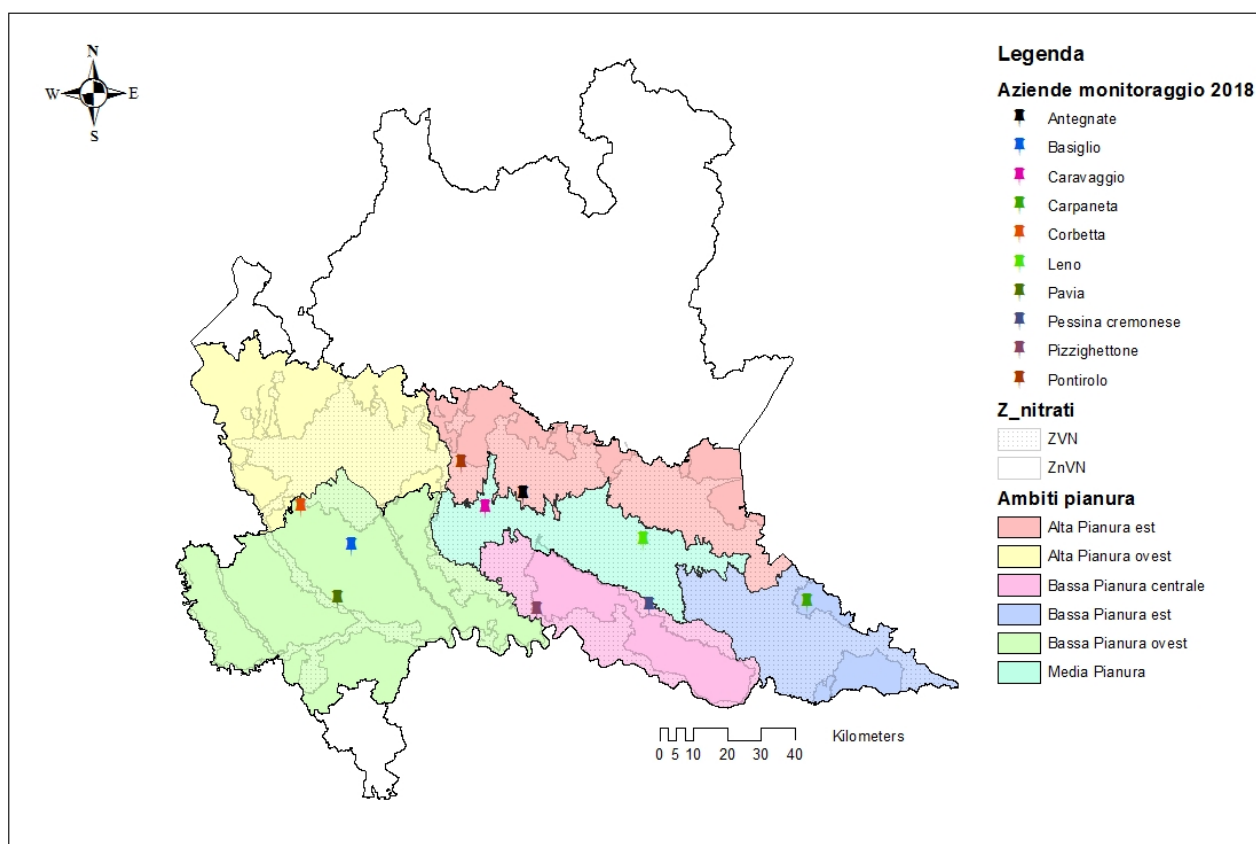 N
W E
S
Legenda
Aziende monitoraggio 2018
Antegnate
Basiglio
Caravaggio
Carpaneta
Corbetta
Leno
Pavia
Pessina cremonese
Pizzighettone
Pontirolo
Z_nitrati
ZVN
ZnVN
Ambiti pianura
Alta Pianura est
Alta Pianura ovest
Bassa Pianura centrale
Bassa Pianura est
Bassa Pianura ovest
Media Pianura
Kilometers
0 5 10 20 30 40